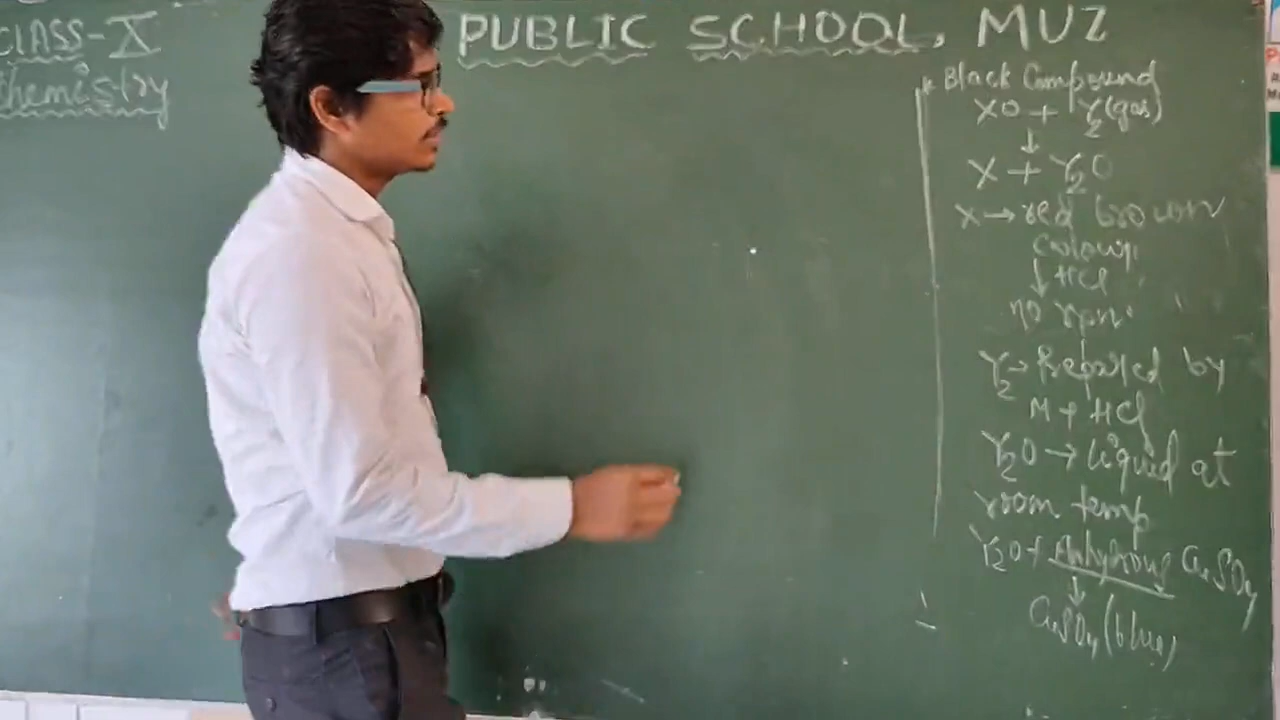 CLASS-X
chemistry
PUBLIC SCHOOL, MUZ
* Black Compound
XO + Y2(gas)
↓
X + Y2O
X → red brown
colour
↓ HCl
no rxn.
Y2 → Prepared by
M + HCl
Y2O → liquid at
room temp
Y2O + Anhydrous CuSO4
↓
CuSO4 (blue)